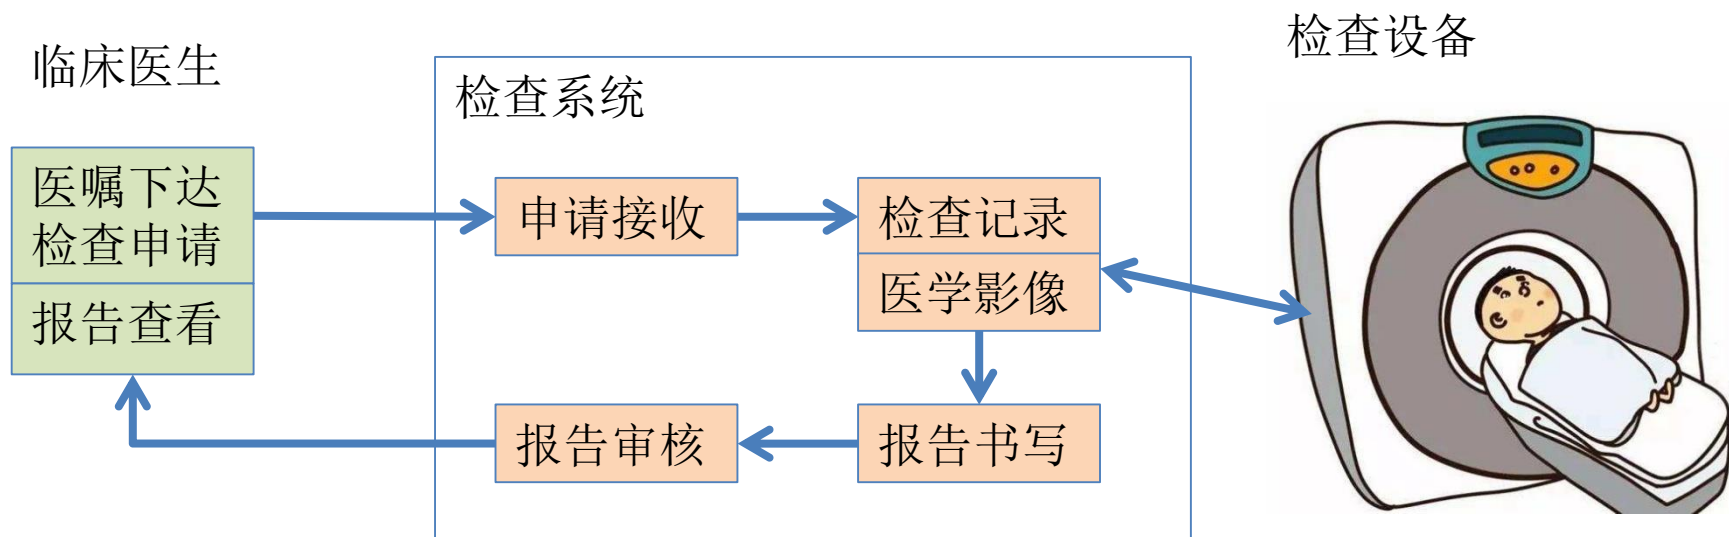 临床医生
检查系统
检查设备
医嘱下达
检查申请
报告查看
申请接收
检查记录
医学影像
报告审核
报告书写